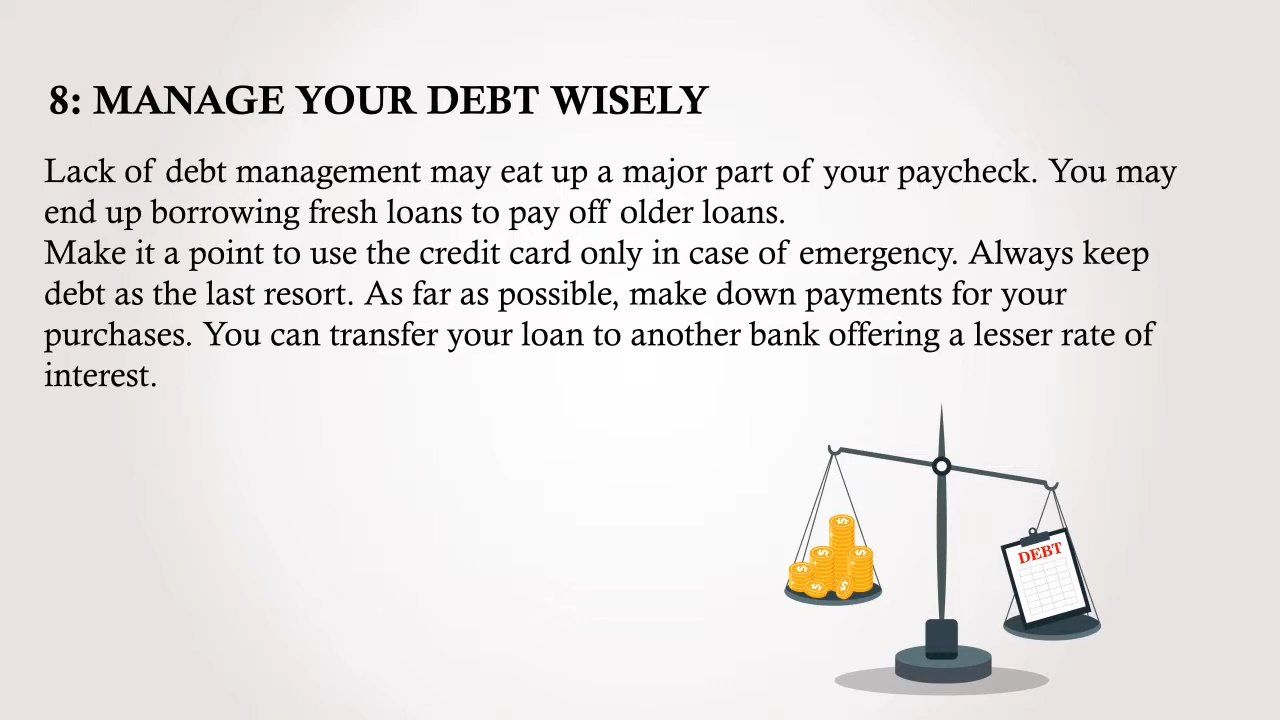 8: MANAGE YOUR DEBT WISELY
Lack of debt management may eat up a major part of your paycheck. You may
end up borrowing fresh loans to pay off older loans.
Make it a point to use the credit card only in case of emergency. Always keep
debt as the last resort. As far as possible, make down payments for your
purchases. You can transfer your loan to another bank offering a lesser rate of
interest.
DEBT